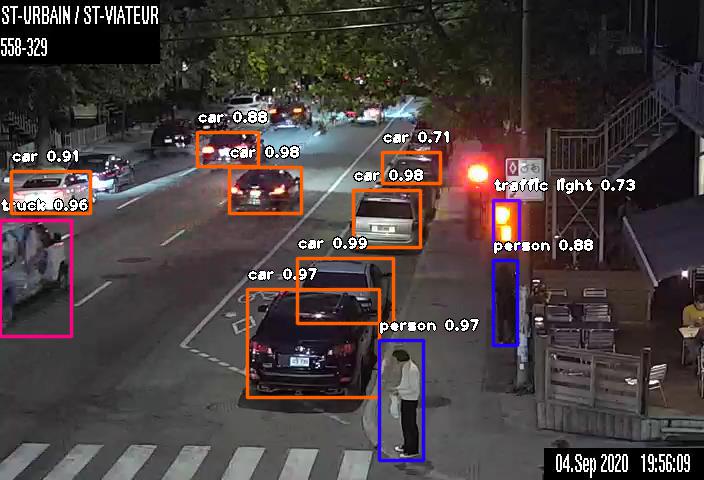 ST-URBAIN / ST-VIATEUR
558-329
car 0.88
car 0.71
car 0.91
car 0.98
car 0.98
traffic light 0.73
truck 0.96
car 0.99
person 0.88
car 0.97
person 0.97
04.Sep 2020 19:56:09